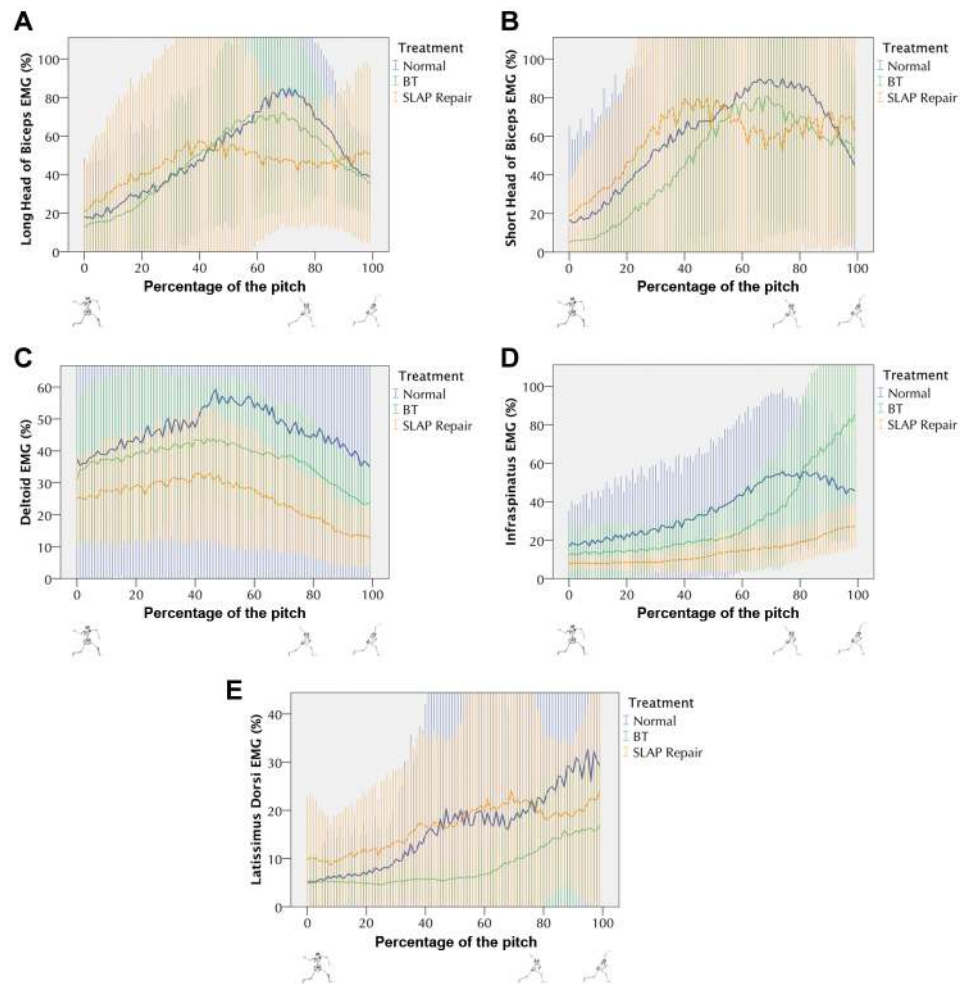 A
Long Head of Biceps EMG (%)
100
80
60
40
20
0
0 20 40 60 80 100
Percentage of the pitch
Treatment
Normal
BT
SLAP Repair
B
Short Head of Biceps EMG (%)
100
80
60
40
20
0
0 20 40 60 80 100
Percentage of the pitch
Treatment
Normal
BT
SLAP Repair
C
Deltoid EMG (%)
60
50
40
30
20
10
0
0 20 40 60 80 100
Percentage of the pitch
Treatment
Normal
BT
SLAP Repair
D
Infraspinatus EMG (%)
100
80
60
40
20
0
0 20 40 60 80 100
Percentage of the pitch
Treatment
Normal
BT
SLAP Repair
E
Latissimus Dorsi EMG (%)
40
30
20
10
0
0 20 40 60 80 100
Percentage of the pitch
Treatment
Normal
BT
SLAP Repair